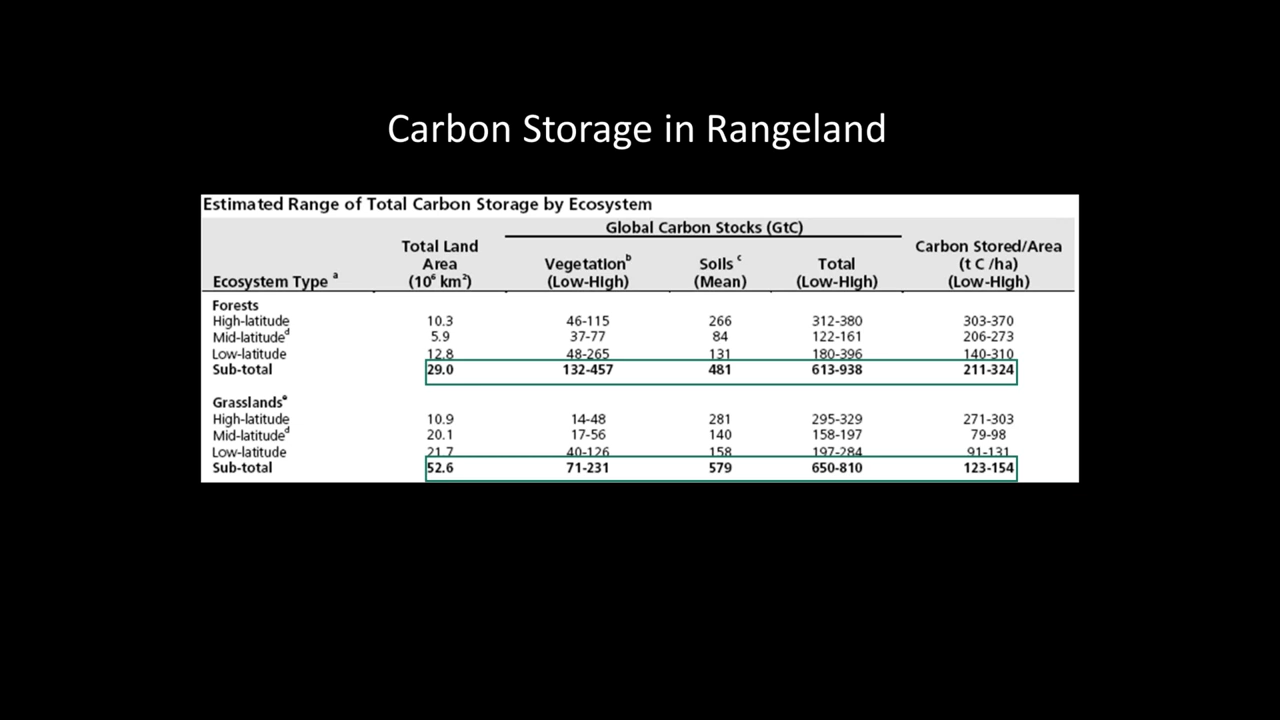 Carbon Storage in Rangeland
Estimated Range of Total Carbon Storage by Ecosystem
Global Carbon Stocks (GtC)
Ecosystem Type a Total Land Area (10⁶ km²) Vegetation b (Low-High) Soils c (Mean) Total (Low-High) Carbon Stored/Area (t C /ha) (Low-High)
Forests
High-latitude 10.3 46-115 266 312-380 303-370
Mid-latitude d 5.9 37-77 84 122-161 206-273
Low-latitude 12.8 48-265 131 180-396 140-310
Sub-total 29.0 132-457 481 613-938 211-324
Grasslands e
High-latitude 10.9 14-48 281 295-329 271-303
Mid-latitude d 20.1 17-56 140 158-197 79-98
Low-latitude 21.7 40-126 158 197-284 91-131
Sub-total 52.6 71-231 579 650-810 123-154